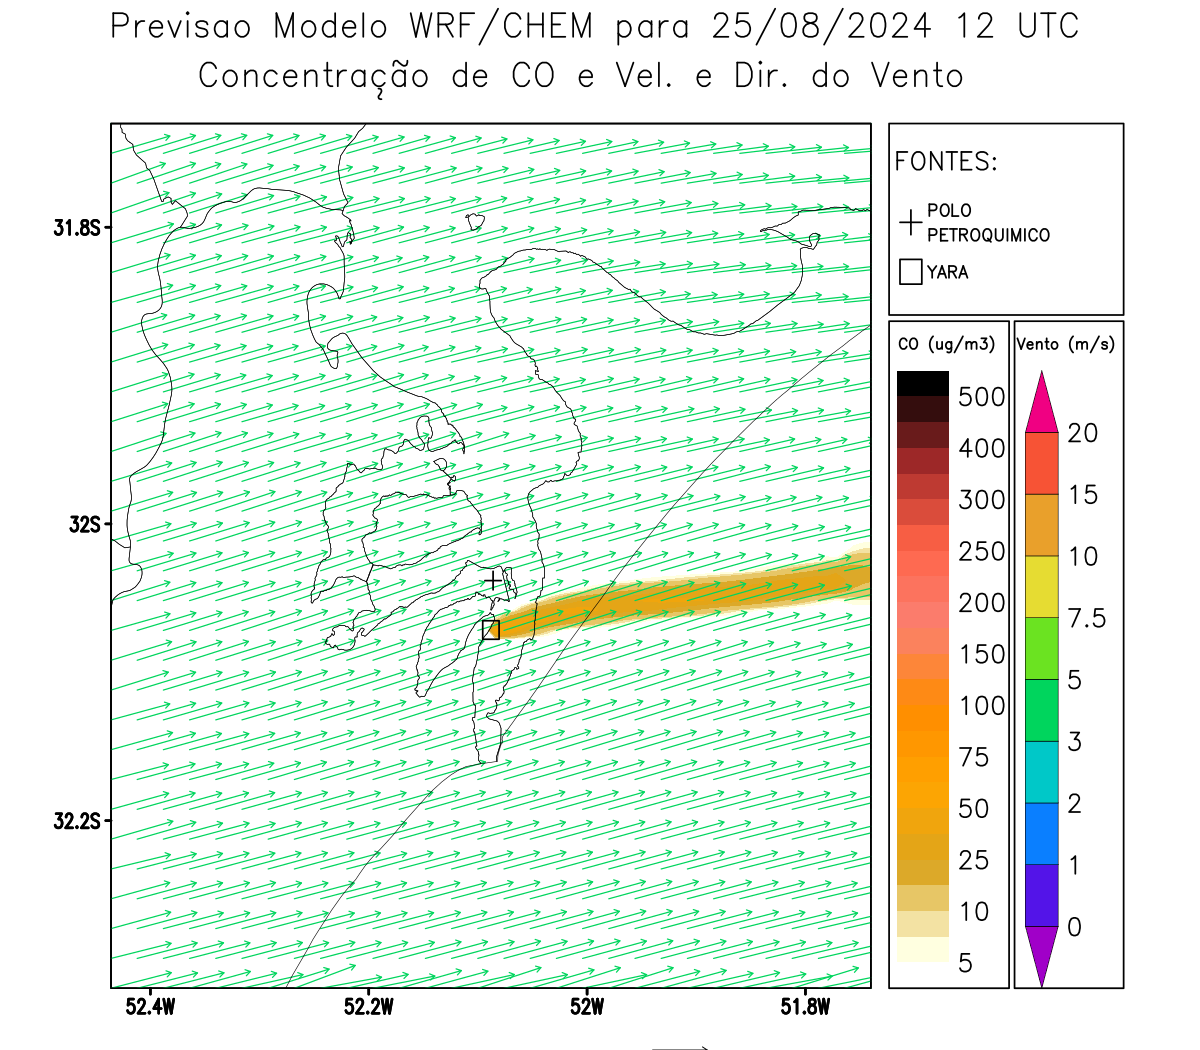 Previsao Modelo WRF/CHEM para 25/08/2024 12 UTC
Concentração de CO e Vel. e Dir. do Vento
FONTES:
POLO
PETROQUIMICO
YARA
CO (ug/m3)
500
400
300
250
200
150
100
75
50
25
10
5
Vento (m/s)
20
15
10
7.5
5
3
2
1
0
31.8S
32S
32.2S
52.4W
52.2W
52W
51.8W